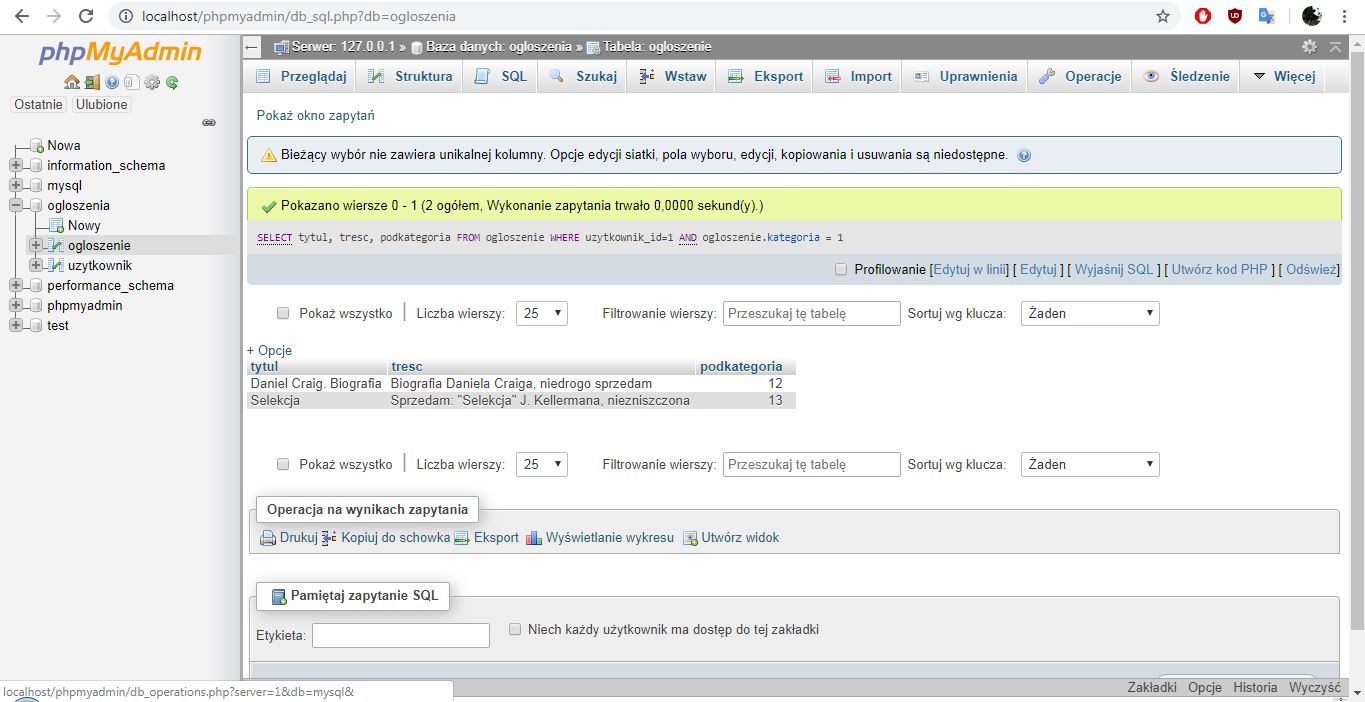 localhost/phpmyadmin/db_sql.php?db=ogloszenia
phpMyAdmin
Ostatnie Ulubione
Nowa
information_schema
mysql
ogloszenia
Nowy
ogloszenie
uzytkownik
performance_schema
phpmyadmin
test
Serwer: 127.0.0.1 » Baza danych: ogloszenia » Tabela: ogloszenie
Przeglądaj Struktura SQL Szukaj Wstaw Eksport Import Uprawnienia Operacje Śledzenie Więcej
Pokaż okno zapytań
Bieżący wybór nie zawiera unikalnej kolumny. Opcje edycji siatki, pola wyboru, edycji, kopiowania i usuwania są niedostępne.
Pokazano wiersze 0 - 1 (2 ogółem, Wykonanie zapytania trwało 0,0000 sekund(y).)
SELECT tytul, tresc, podkategoria FROM ogloszenie WHERE uzytkownik_id=1 AND ogloszenie.kategoria = 1
Profilowanie [Edytuj w linii] [ Edytuj ] [ Wyjaśnij SQL ] [ Utwórz kod PHP ] [ Odśwież]
Pokaż wszystko Liczba wierszy: 25 Filtrowanie wierszy: Przeszukaj tę tabelę Sortuj wg klucza: Żaden
+ Opcje
tytul tresc podkategoria
Daniel Craig. Biografia Biografia Daniela Craiga, niedrogo sprzedam 12
Selekcja Sprzedam: "Selekcja" J. Kellermana, niezniszczona 13
Pokaż wszystko Liczba wierszy: 25 Filtrowanie wierszy: Przeszukaj tę tabelę Sortuj wg klucza: Żaden
Operacja na wynikach zapytania
Drukuj Kopiuj do schowka Eksport Wyświetlanie wykresu Utwórz widok
Pamiętaj zapytanie SQL
Etykieta: Niech każdy użytkownik ma dostęp do tej zakładki
Zakładki Opcje Historia Wyczyść
localhost/phpmyadmin/db_operations.php?server=1&db=mysql&